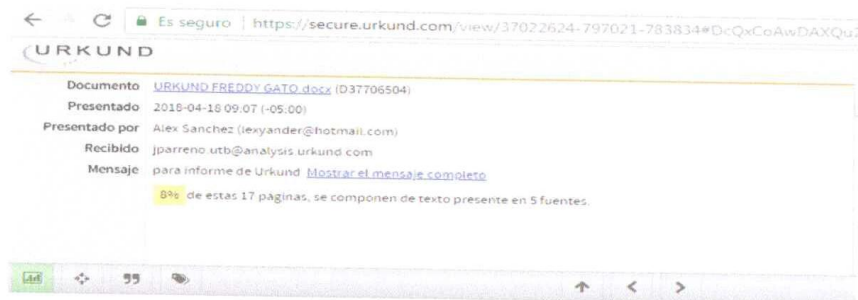 Es seguro | https://secure.urkund.com/view/37022624-797021-783834#DcQxCoAwDAXQu
URKUND
Documento URKUND FREDDY GATO.docx (D37706504)
Presentado 2018-04-18 09:07 (-05:00)
Presentado por Alex Sanchez (lexyander@hotmail.com)
Recibido jparreno.utb@analysis.urkund.com
Mensaje para informe de Urkund Mostrar el mensaje completo
8% de estas 17 páginas, se componen de texto presente en 5 fuentes.